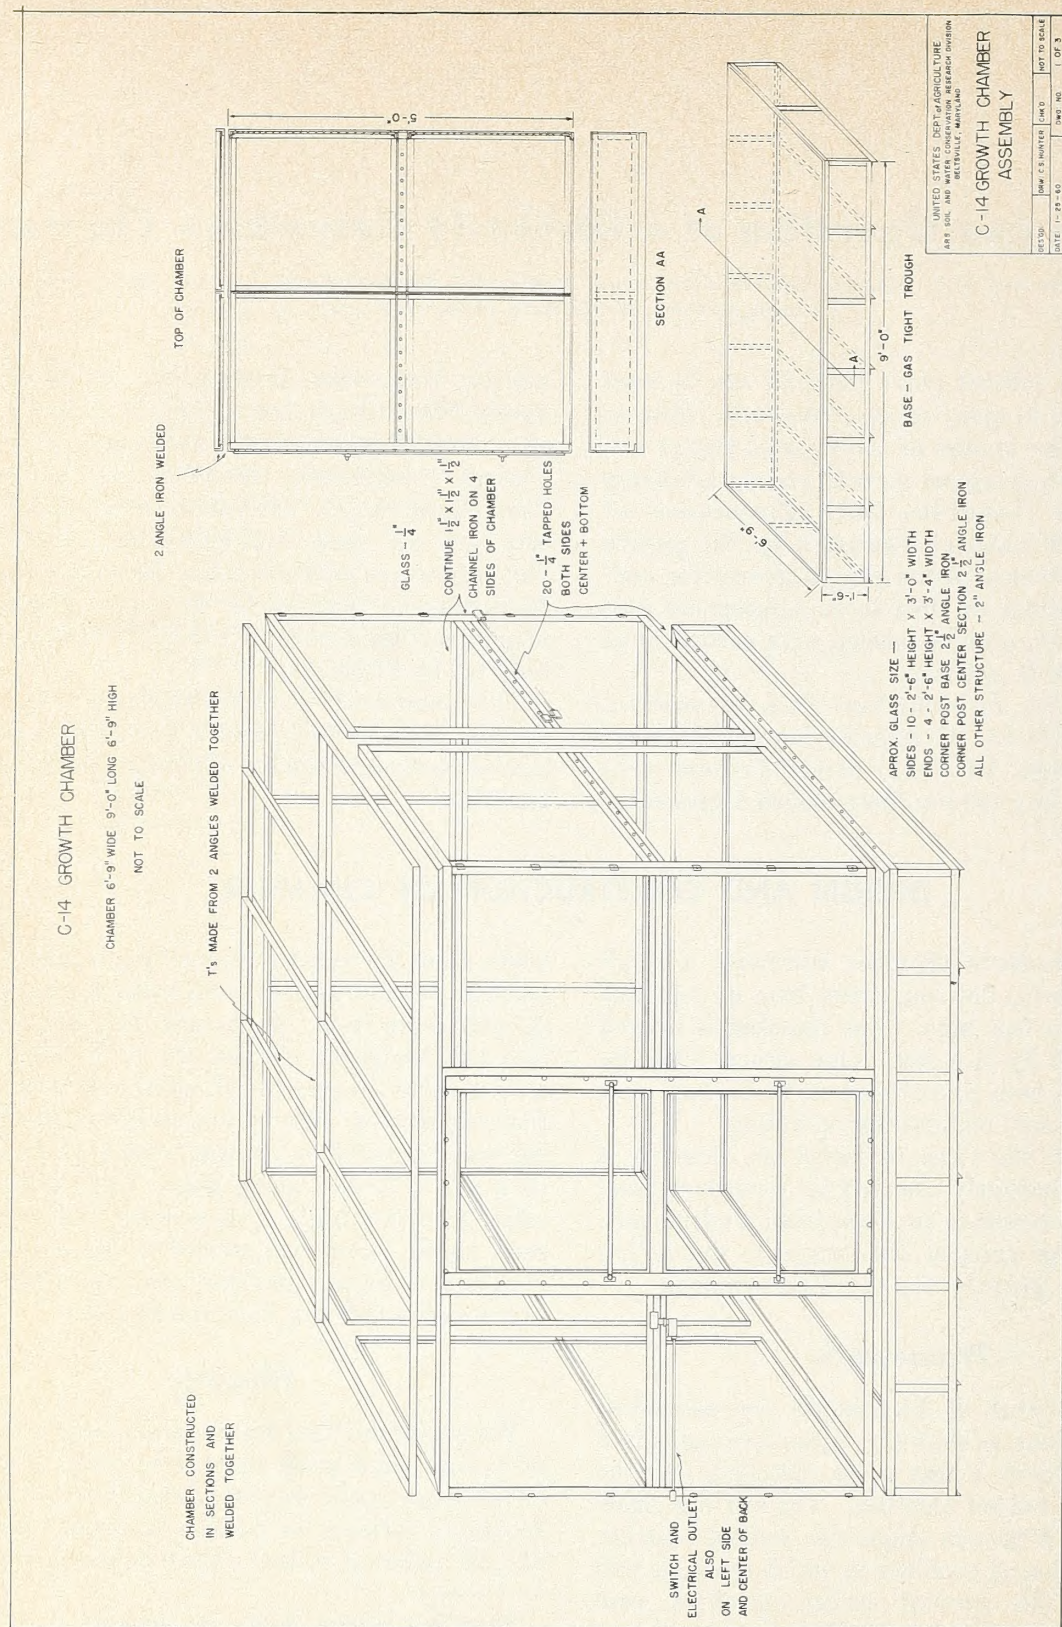 C-14 GROWTH CHAMBER
CHAMBER 6'-9" WIDE 9'-0" LONG 6'-9" HIGH
NOT TO SCALE
CHAMBER CONSTRUCTED
IN SECTIONS AND
WELDED TOGETHER
T's MADE FROM 2 ANGLES WELDED TOGETHER
2 ANGLE IRON WELDED
TOP OF CHAMBER
5'-0"
GLASS - 1/4"
CONTINUE 1 1/2" X 1 1/2" X 1 1/2"
CHANNEL IRON ON 4
SIDES OF CHAMBER
20 - 1/4" TAPPED HOLES
BOTH SIDES
CENTER + BOTTOM
SECTION AA
SWITCH AND
ELECTRICAL OUTLET
ALSO
ON LEFT SIDE
AND CENTER OF BACK
A
A
6'-9"
1'-6"
9'-0"
BASE - GAS TIGHT TROUGH
APROX. GLASS SIZE —
SIDES - 10 - 2'-6" HEIGHT X 3'-0" WIDTH
ENDS - 4 - 2'-6" HEIGHT X 3'-4" WIDTH
CORNER POST BASE 2 1/2" ANGLE IRON
CORNER POST CENTER SECTION 2 1/2" ANGLE IRON
ALL OTHER STRUCTURE - 2" ANGLE IRON
UNITED STATES DEPT. of AGRICULTURE
ARS SOIL AND WATER CONSERVATION RESEARCH DIVISION
BELTSVILLE, MARYLAND
C-14 GROWTH CHAMBER
ASSEMBLY
DES'GD: DRW: C.S. HUNTER CHK'D NOT TO SCALE
DATE 1-25-60 DWG. NO. 1 OF 3